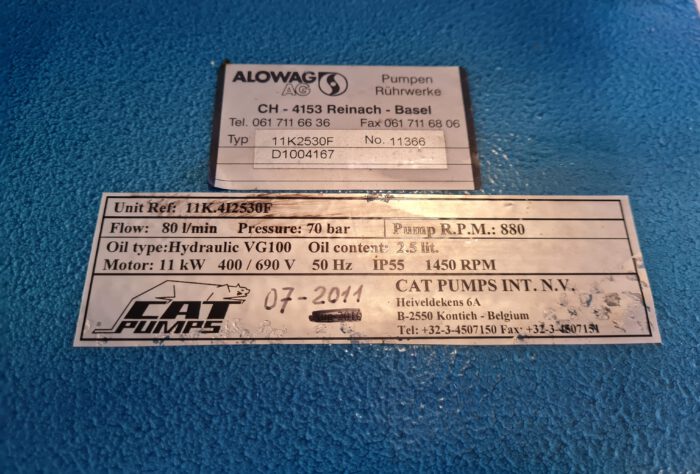 ALOWAG AG Pumpen Rührwerke
CH - 4153 Reinach - Basel
Tel. 061 711 66 36 Fax 061 711 68 06
Typ 11K2530F No. 11366
D1004167
Unit Ref: 11K.4I2530F
Flow: 80 l/min Pressure: 70 bar Pump R.P.M.: 880
Oil type:Hydraulic VG100 Oil content: 2.5 lit.
Motor: 11 kW 400 / 690 V 50 Hz IP55 1450 RPM
CAT PUMPS
07-2011
CAT PUMPS INT. N.V.
Heiveldekens 6A
B-2550 Kontich - Belgium
Tel: +32-3-4507150 Fax: +32-3-4507151